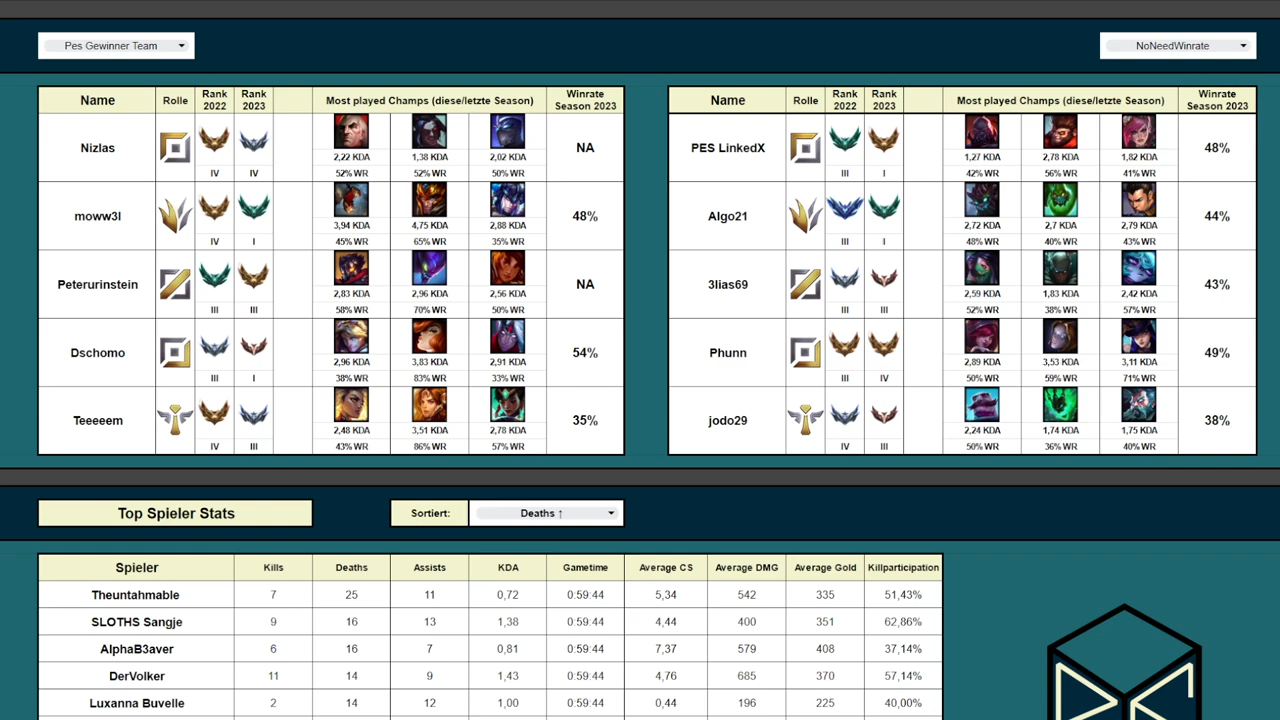 Pes Gewinner Team
NoNeedWinrate
Name Rolle Rank 2022 Rank 2023 Most played Champs (diese/letzte Season) Winrate Season 2023
Nizlas IV IV 2,22 KDA 1,38 KDA 2,02 KDA NA
52% WR 52% WR 50% WR
moww3l IV I 3,94 KDA 4,75 KDA 2,88 KDA 48%
45% WR 65% WR 35% WR
Peterurinstein III III 2,83 KDA 2,96 KDA 2,56 KDA NA
58% WR 70% WR 50% WR
Dschomo III I 2,96 KDA 3,83 KDA 2,91 KDA 54%
38% WR 83% WR 33% WR
Teeeeem IV III 2,48 KDA 3,51 KDA 2,78 KDA 35%
43% WR 86% WR 57% WR
Name Rolle Rank 2022 Rank 2023 Most played Champs (diese/letzte Season) Winrate Season 2023
PES LinkedX III I 1,27 KDA 2,78 KDA 1,82 KDA 48%
42% WR 56% WR 41% WR
Algo21 III I 2,72 KDA 2,7 KDA 2,79 KDA 44%
48% WR 40% WR 43% WR
3lias69 III III 2,59 KDA 1,83 KDA 2,42 KDA 43%
52% WR 38% WR 57% WR
Phunn III IV 2,89 KDA 3,53 KDA 3,11 KDA 49%
50% WR 59% WR 71% WR
jodo29 IV III 2,24 KDA 1,74 KDA 1,75 KDA 38%
50% WR 36% WR 40% WR
Top Spieler Stats
Sortiert: Deaths ↑
Spieler Kills Deaths Assists KDA Gametime Average CS Average DMG Average Gold Killparticipation
Theuntahmable 7 25 11 0,72 0:59:44 5,34 542 335 51,43%
SLOTHS Sangje 9 16 13 1,38 0:59:44 4,44 400 351 62,86%
AlphaB3aver 6 16 7 0,81 0:59:44 7,37 579 408 37,14%
DerVolker 11 14 9 1,43 0:59:44 4,76 685 370 57,14%
Luxanna Buvelle 2 14 12 1,00 0:59:44 0,44 196 225 40,00%